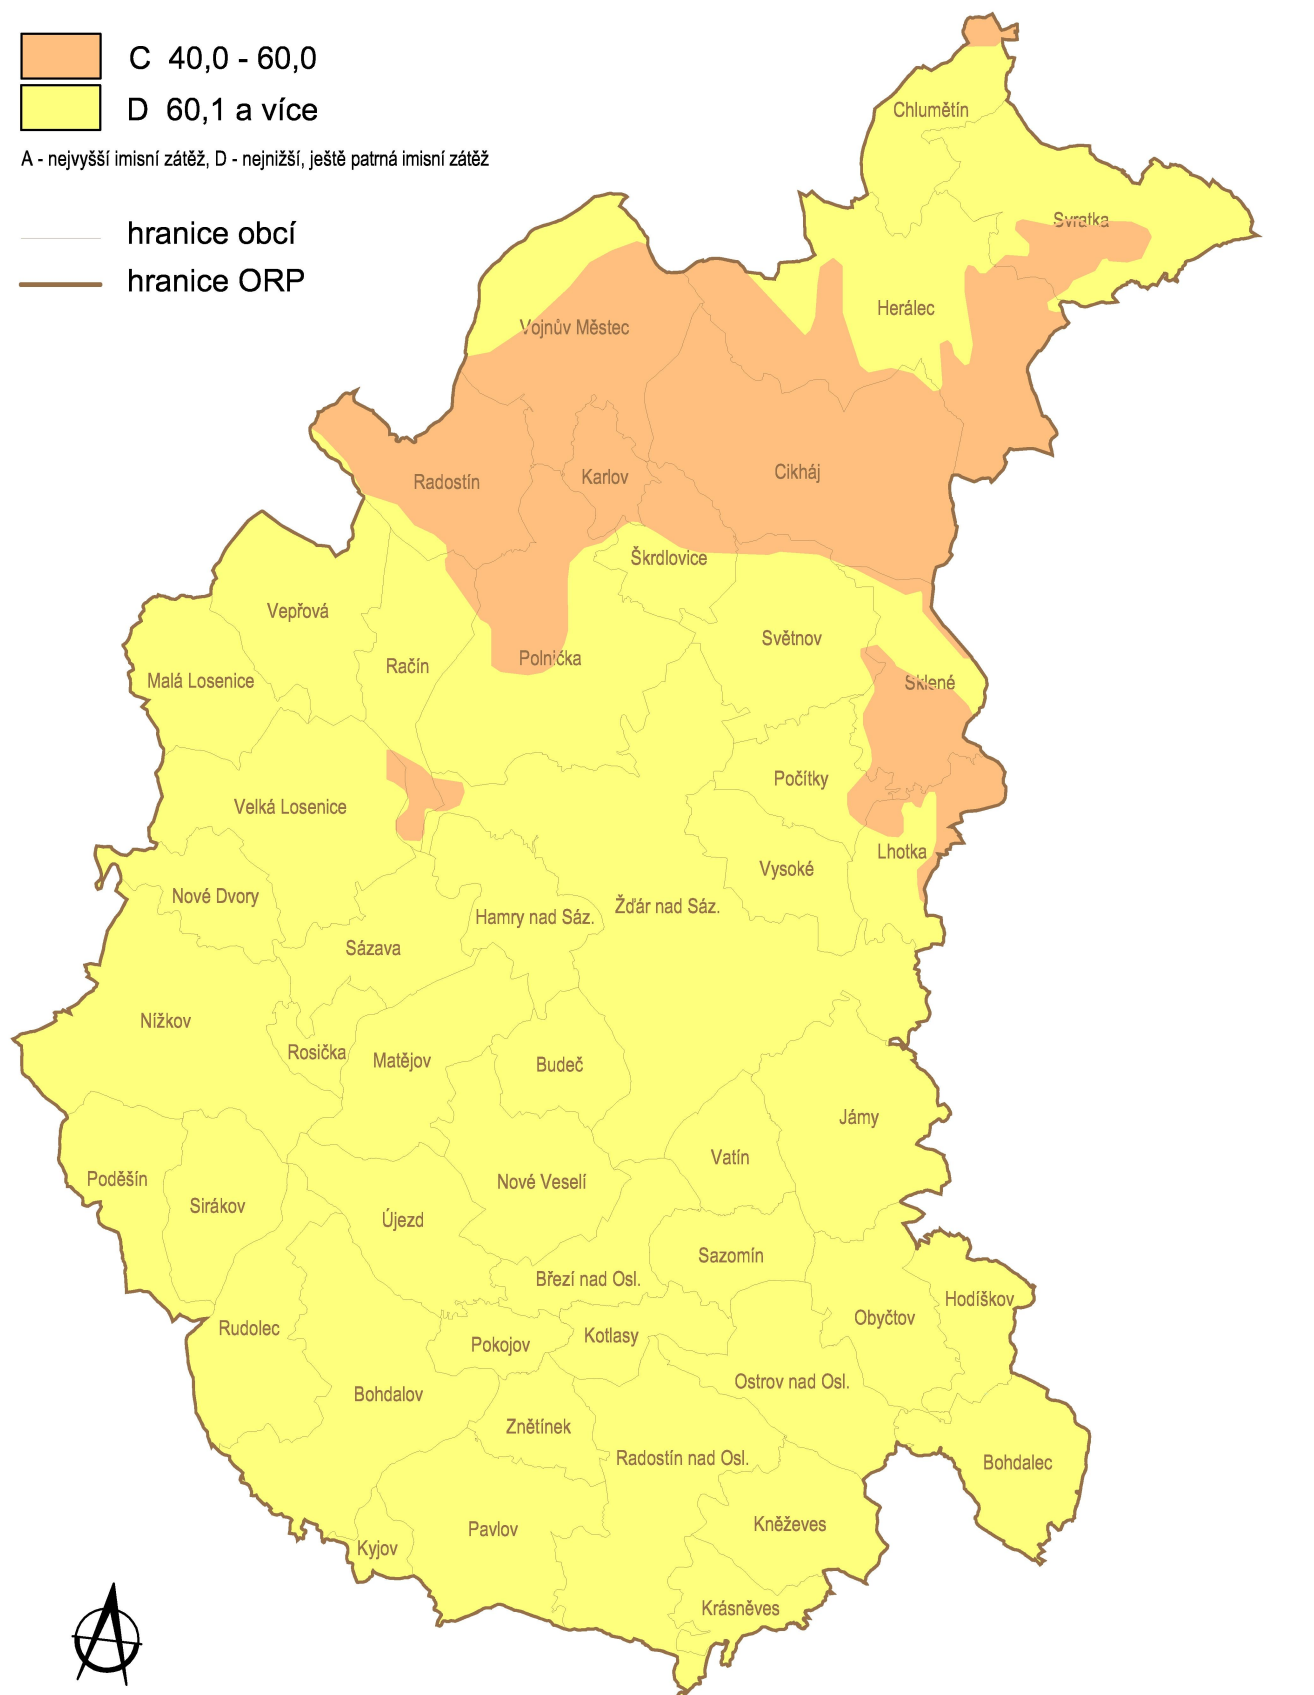 C 40,0 - 60,0
D 60,1 a více
A - nejvyšší imisní zátěž, D - nejnižší, ještě patrná imisní zátěž
hranice obcí
hranice ORP
Chlumětín
Svratka
Herálec
Vojnův Městec
Cikháj
Karlov
Radostín
Škrdlovice
Vepřová
Světnov
Polnička
Račín
Malá Losenice
Sklené
Počítky
Velká Losenice
Lhotka
Vysoké
Nové Dvory
Žďár nad Sáz.
Hamry nad Sáz.
Sázava
Nížkov
Rosička
Matějov
Budeč
Jámy
Vatín
Poděšín
Nové Veselí
Sirákov
Újezd
Sazomín
Březí nad Osl.
Hodíškov
Obyčtov
Rudolec
Kotlasy
Pokojov
Ostrov nad Osl.
Bohdalov
Znětínek
Radostín nad Osl.
Bohdalec
Kněževes
Pavlov
Kyjov
Krásněves